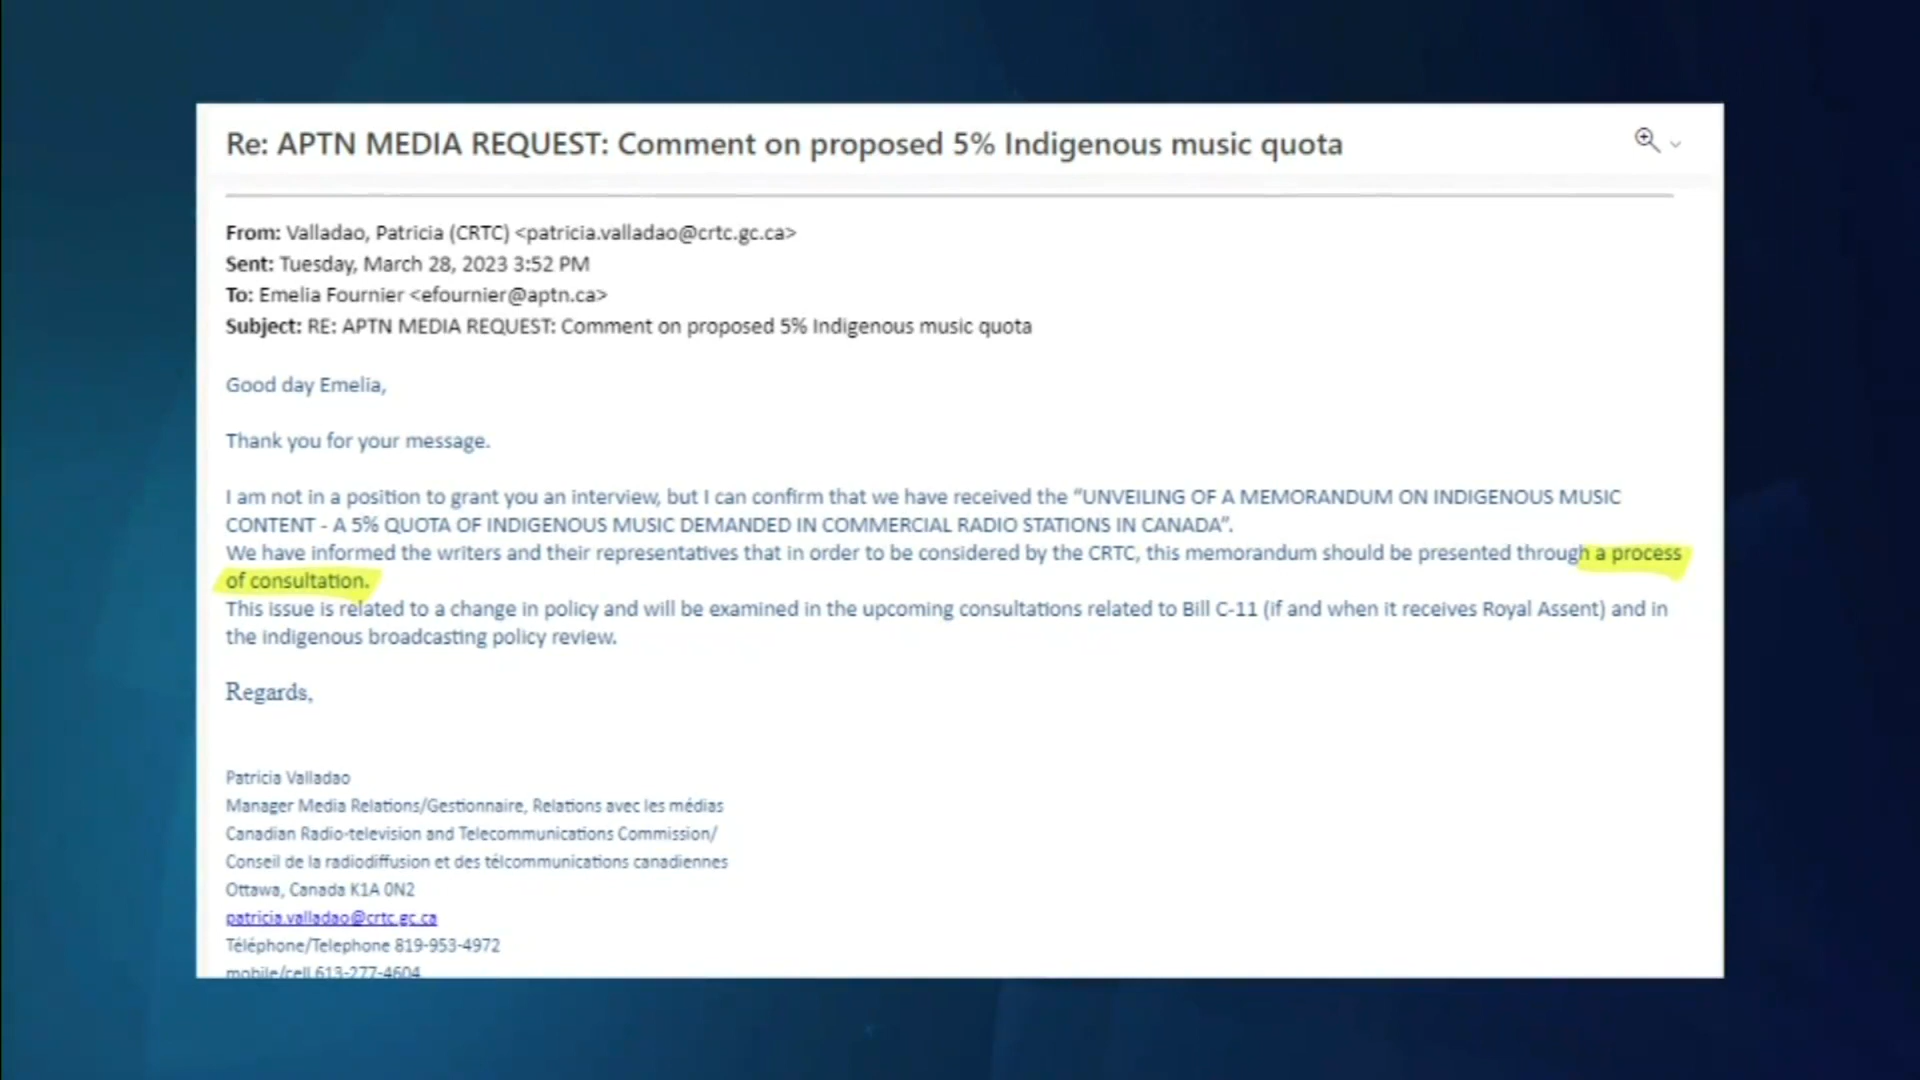 Re: APTN MEDIA REQUEST: Comment on proposed 5% Indigenous music quota
From: Valladao, Patricia (CRTC) <patricia.valladao@crtc.gc.ca>
Sent: Tuesday, March 28, 2023 3:52 PM
To: Emelia Fournier <efournier@aptn.ca>
Subject: RE: APTN MEDIA REQUEST: Comment on proposed 5% Indigenous music quota
Good day Emelia,
Thank you for your message.
I am not in a position to grant you an interview, but I can confirm that we have received the “UNVEILING OF A MEMORANDUM ON INDIGENOUS MUSIC
CONTENT - A 5% QUOTA OF INDIGENOUS MUSIC DEMANDED IN COMMERCIAL RADIO STATIONS IN CANADA”.
We have informed the writers and their representatives that in order to be considered by the CRTC, this memorandum should be presented through a process
of consultation.
This issue is related to a change in policy and will be examined in the upcoming consultations related to Bill C-11 (if and when it receives Royal Assent) and in
the indigenous broadcasting policy review.
Regards,
Patricia Valladao
Manager Media Relations/Gestionnaire, Relations avec les médias
Canadian Radio-television and Telecommunications Commission/
Conseil de la radiodiffusion et des télcommunications canadiennes
Ottawa, Canada K1A 0N2
patricia.valladao@crtc.gc.ca
Téléphone/Telephone 819-953-4972
mobile/cell 613-277-4604